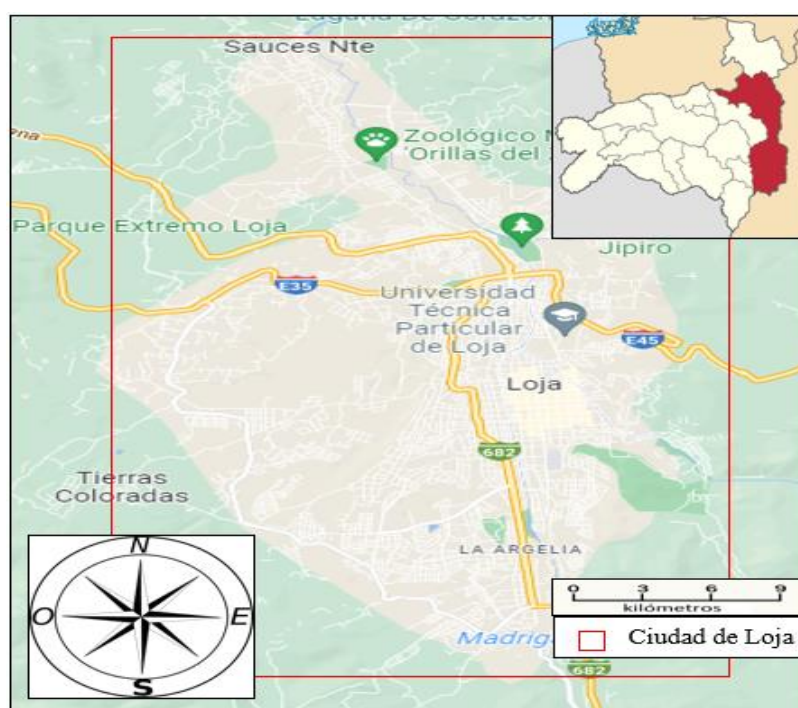 Sauces Nte
Zoológico
'Orillas del
Parque Extremo Loja
Jipiro
E35
Universidad
Técnica
Particular
de Loja
E45
Loja
682
Tierras
Coloradas
LA ARGELIA
N
O
E
S
0 3 6 9
kilómetros
Ciudad de Loja
682